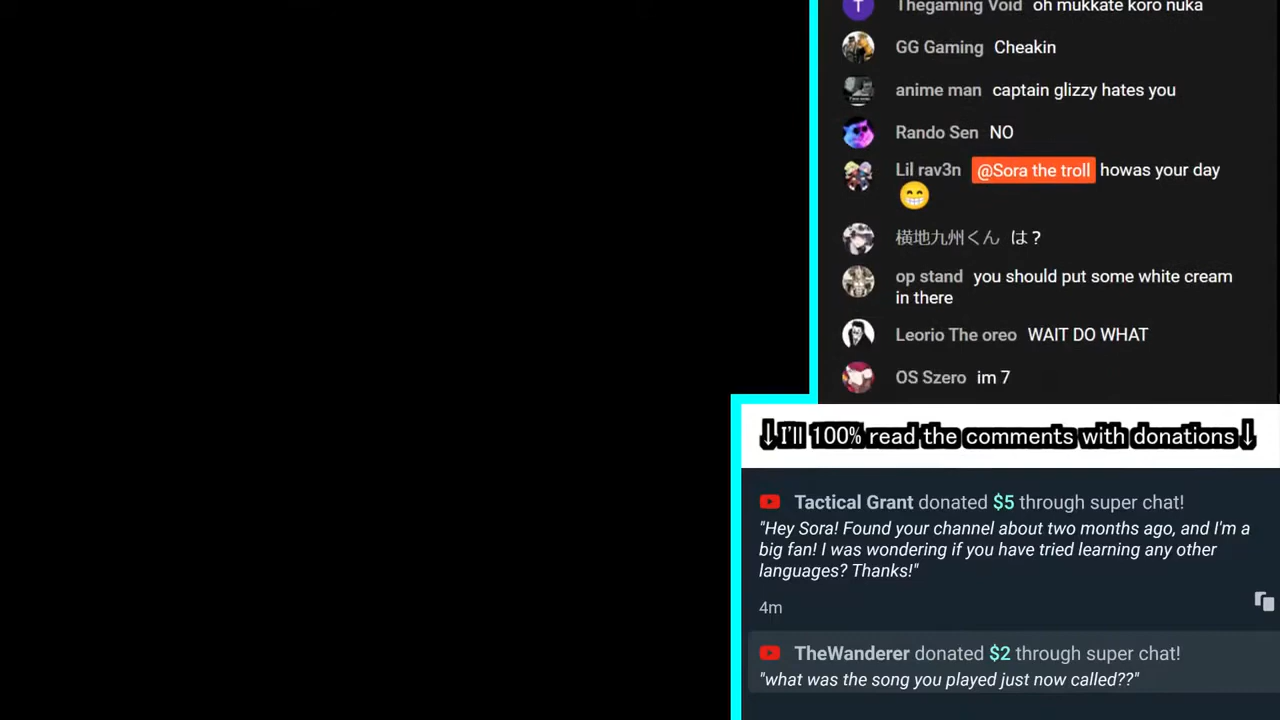 Thegaming Void oh mukkate koro nuka
GG Gaming Cheakin
anime man captain glizzy hates you
Rando Sen NO
Lil rav3n @Sora the troll howas your day
😁
横地九州くん は？
op stand you should put some white cream
in there
Leorio The oreo WAIT DO WHAT
OS Szero im 7
↓I'll 100% read the comments with donations↓
Tactical Grant donated $5 through super chat!
"Hey Sora! Found your channel about two months ago, and I'm a
big fan! I was wondering if you have tried learning any other
languages? Thanks!"
4m
TheWanderer donated $2 through super chat!
"what was the song you played just now called??"